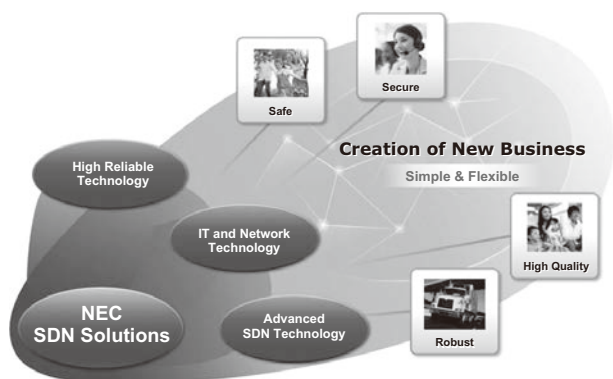 Safe
Secure
Creation of New Business
Simple & Flexible
High Reliable
Technology
IT and Network
Technology
High Quality
NEC
SDN Solutions
Advanced
SDN Technology
Robust